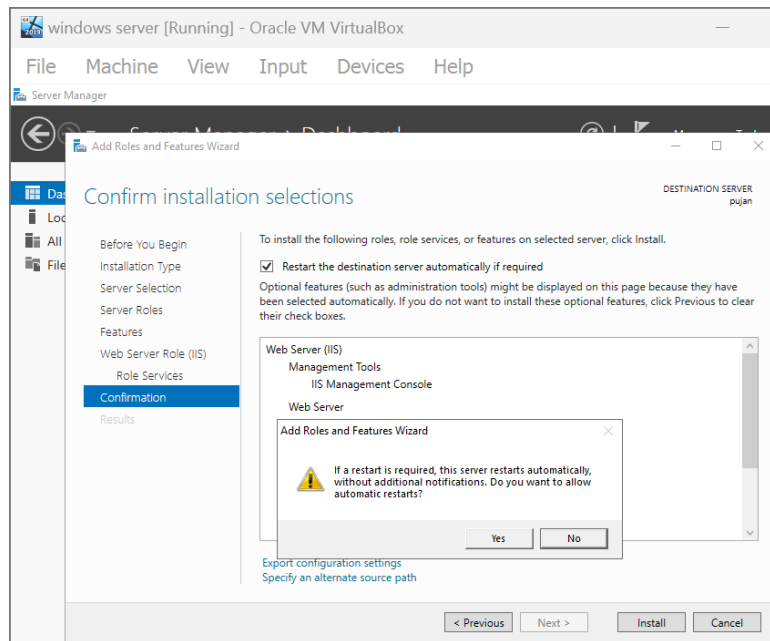 windows server [Running] - Oracle VM VirtualBox
File Machine View Input Devices Help
Server Manager
Add Roles and Features Wizard
Confirm installation selections
DESTINATION SERVER
pujan
Before You Begin
Installation Type
Server Selection
Server Roles
Features
Web Server Role (IIS)
Role Services
Confirmation
Results
To install the following roles, role services, or features on selected server, click Install.
Restart the destination server automatically if required
Optional features (such as administration tools) might be displayed on this page because they have
been selected automatically. If you do not want to install these optional features, click Previous to clear
their check boxes.
Web Server (IIS)
Management Tools
IIS Management Console
Web Server
Add Roles and Features Wizard
If a restart is required, this server restarts automatically,
without additional notifications. Do you want to allow
automatic restarts?
Yes No
Export configuration settings
Specify an alternate source path
< Previous Next > Install Cancel
All
File